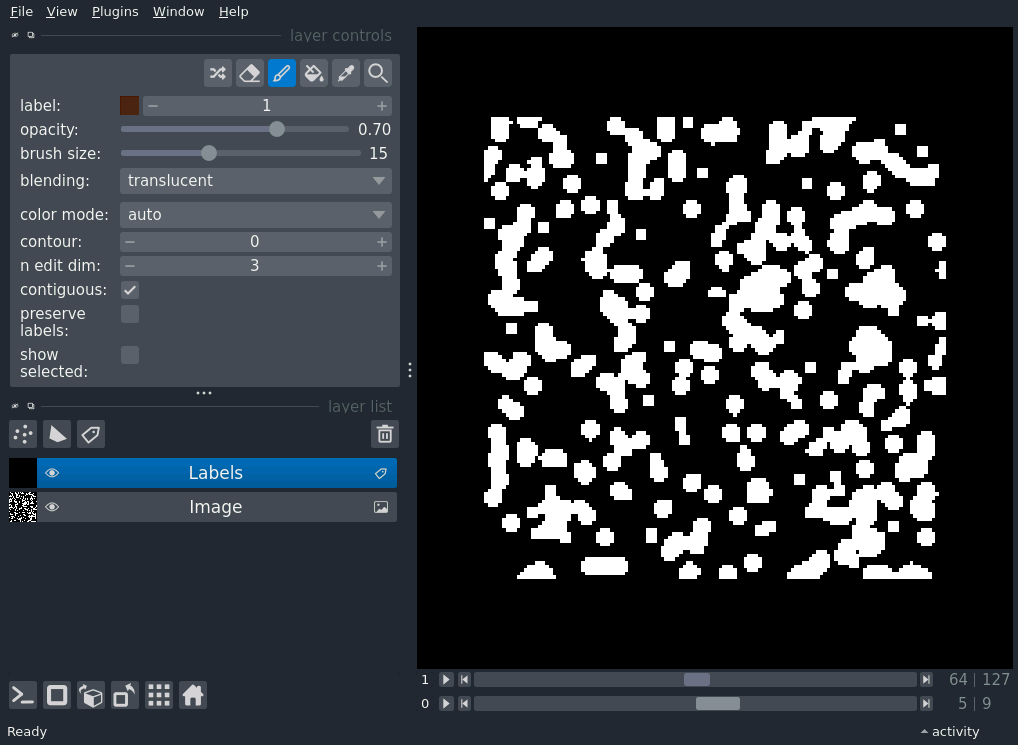 File View Plugins Window Help
layer controls
label: 1
opacity: 0.70
brush size: 15
blending: translucent
color mode: auto
contour: 0
n edit dim: 3
contiguous:
preserve
labels:
show
selected:
layer list
Labels
Image
1 64 | 127
0 5 | 9
Ready activity